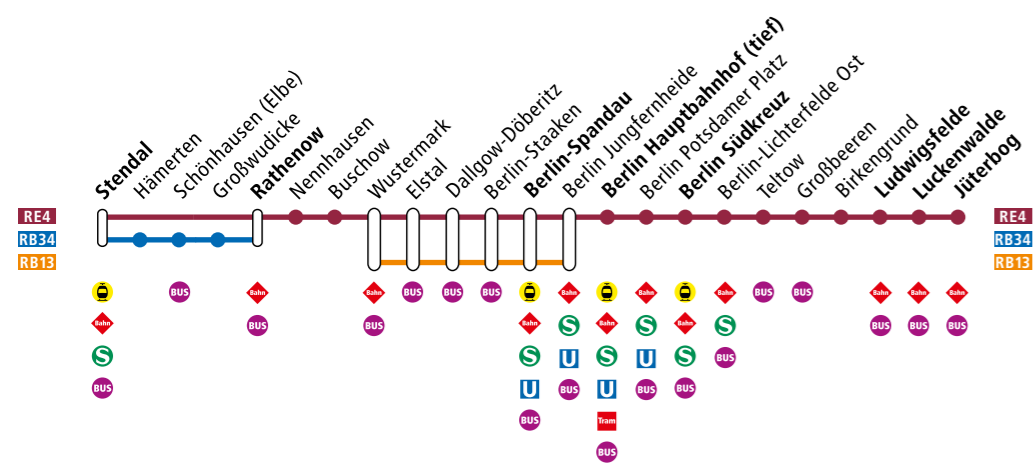 Stendal
Hämerten
Schönhausen (Elbe)
Großwudicke
Rathenow
Nennhausen
Buschow
Wustermark
Elstal
Dallgow-Döberitz
Berlin-Staaken
Berlin-Spandau
Berlin Jungfernheide
Berlin Hauptbahnhof (tief)
Berlin Potsdamer Platz
Berlin Südkreuz
Berlin-Lichterfelde Ost
Teltow
Großbeeren
Birkengrund
Ludwigsfelde
Luckenwalde
Jüterbog
RE4 RE4
RB34 RB34
RB13 RB13
BUS Bahn Bahn BUS BUS BUS Bahn Bahn Bahn BUS BUS Bahn Bahn Bahn
Bahn BUS BUS Bahn S Bahn S Bahn S BUS BUS BUS
S S U S U S BUS
BUS U BUS U BUS BUS
BUS Tram
BUS